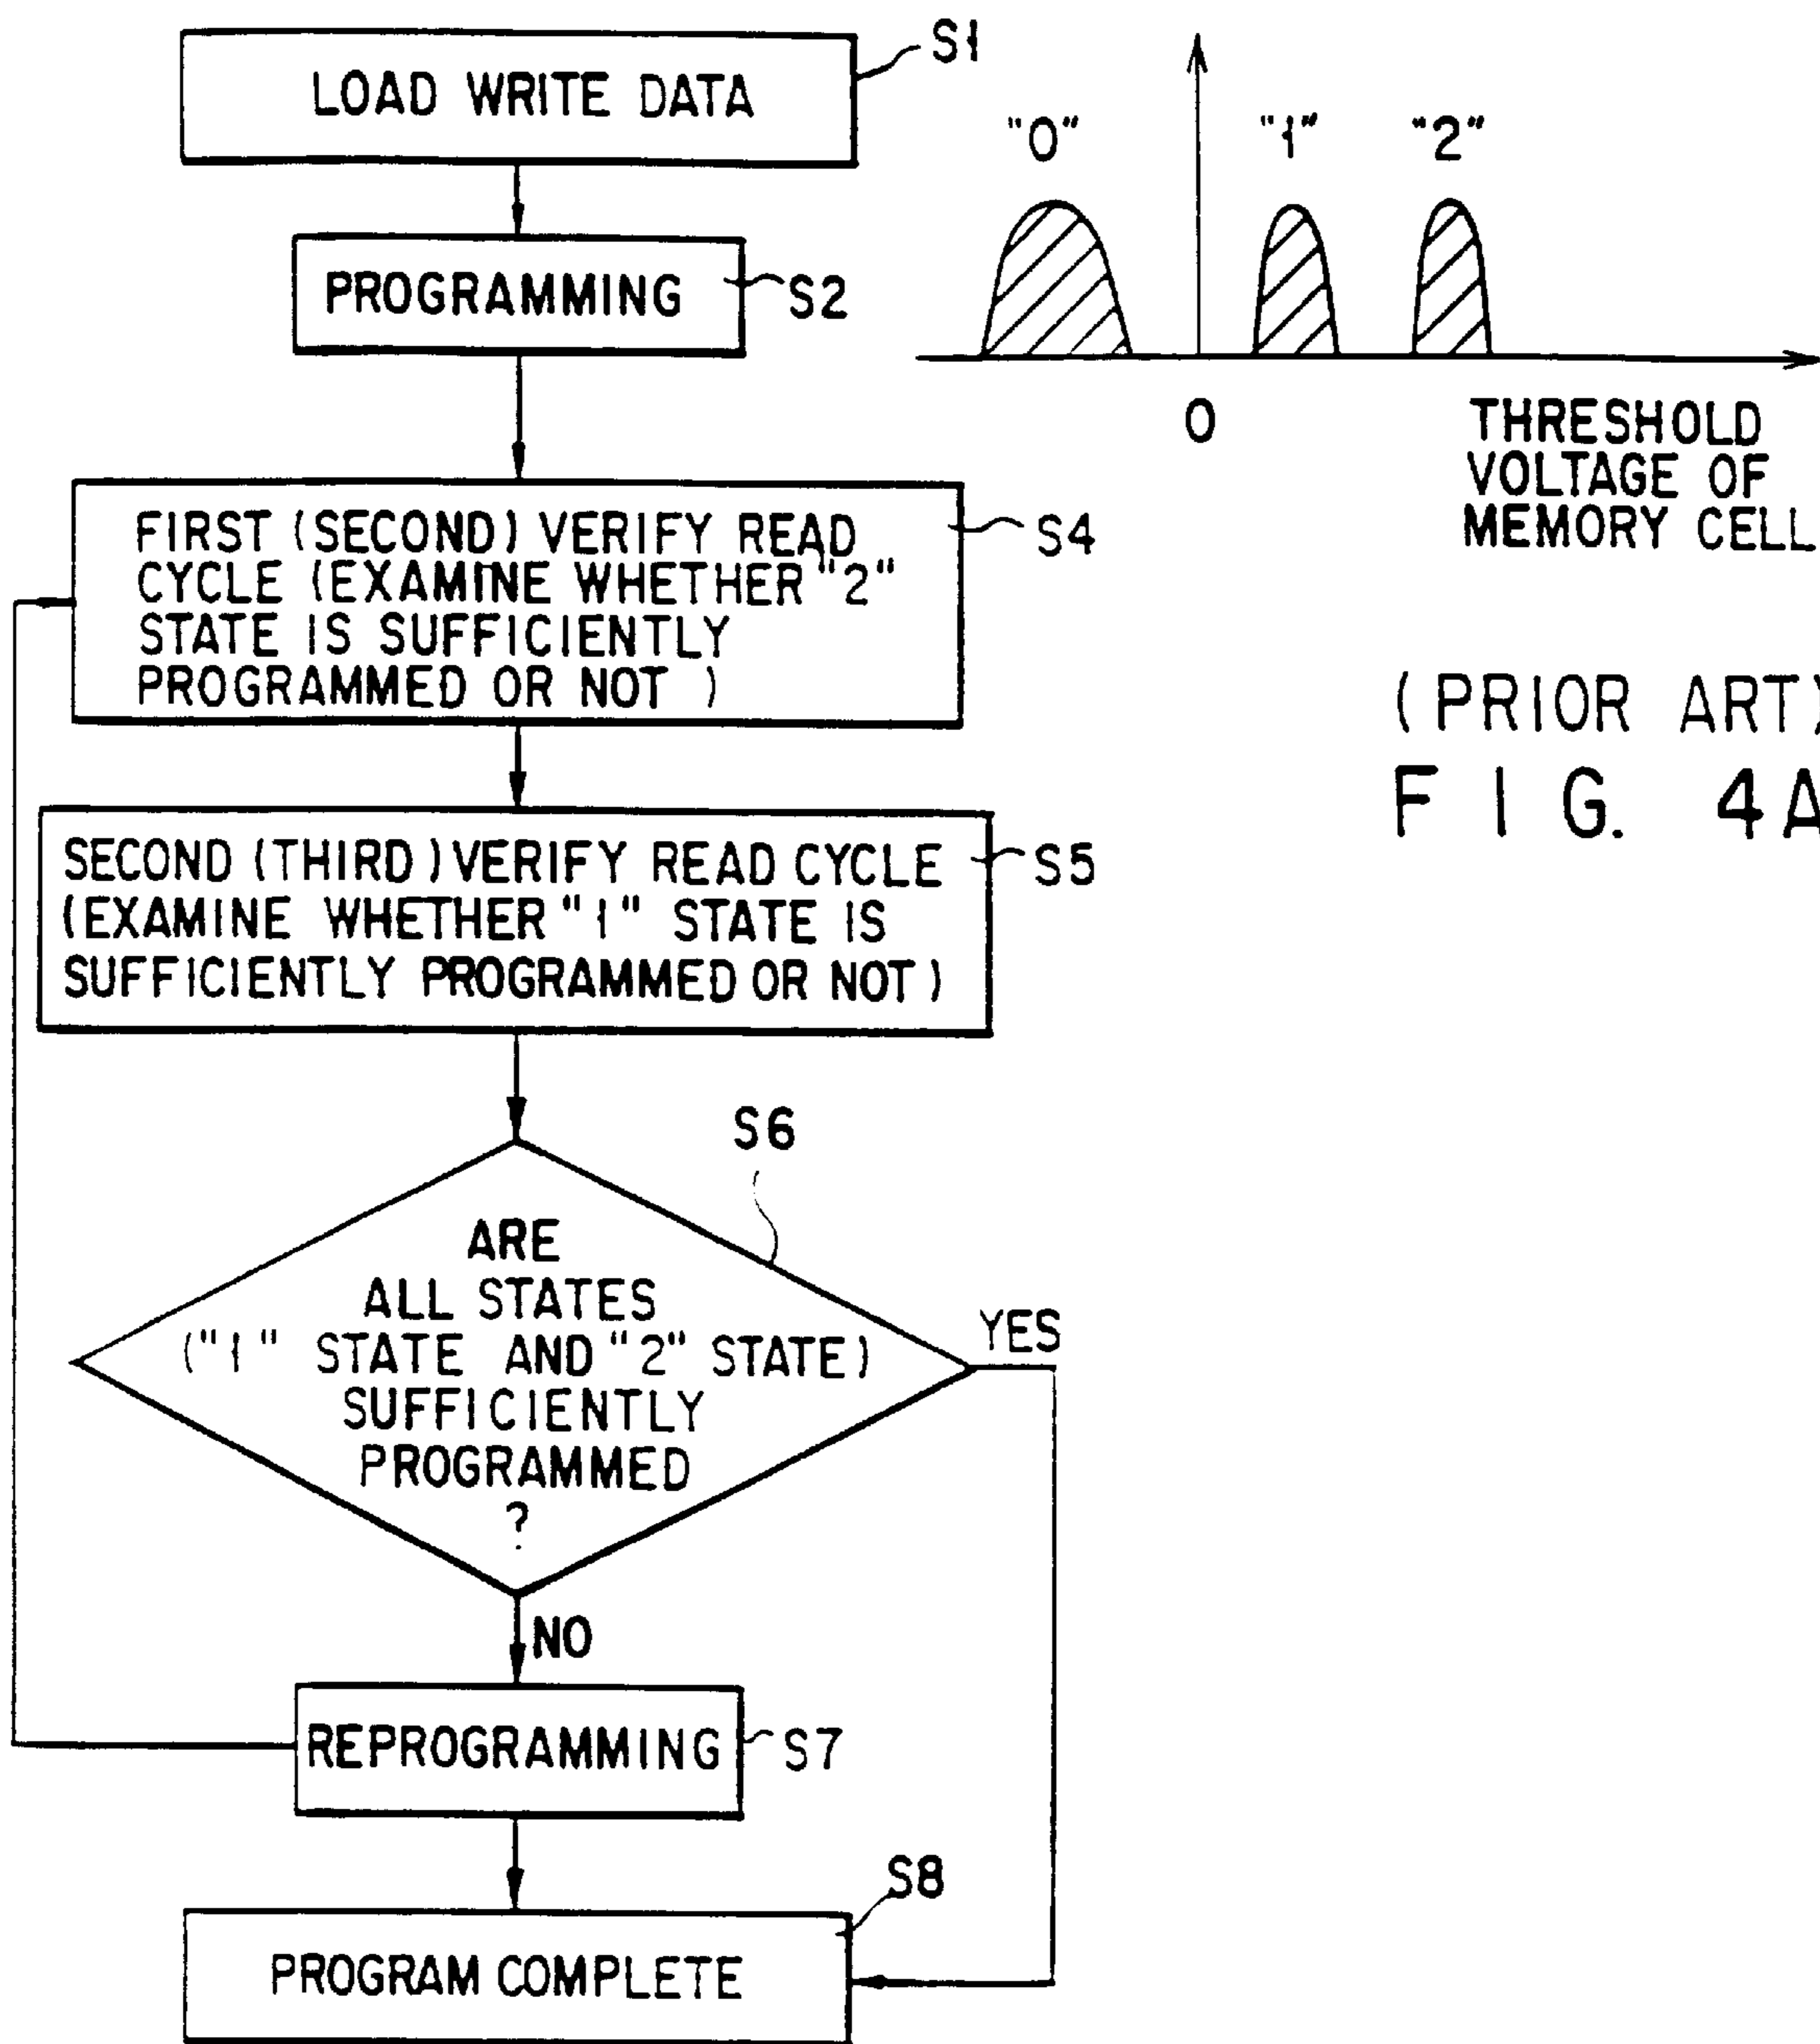 LOAD WRITE DATA
S1
PROGRAMMING
S2
FIRST (SECOND) VERIFY READ
CYCLE (EXAMINE WHETHER "2"
STATE IS SUFFICIENTLY
PROGRAMMED OR NOT )
S4
SECOND (THIRD) VERIFY READ CYCLE
(EXAMINE WHETHER "1" STATE IS
SUFFICIENTLY PROGRAMMED OR NOT)
S5
S6
ARE
ALL STATES
("1" STATE AND "2" STATE)
SUFFICIENTLY
PROGRAMMED
?
YES
NO
REPROGRAMMING
S7
S8
PROGRAM COMPLETE
"0" "1" "2"
0
THRESHOLD
VOLTAGE OF
MEMORY CELL
(PRIOR ART)
FIG. 4A